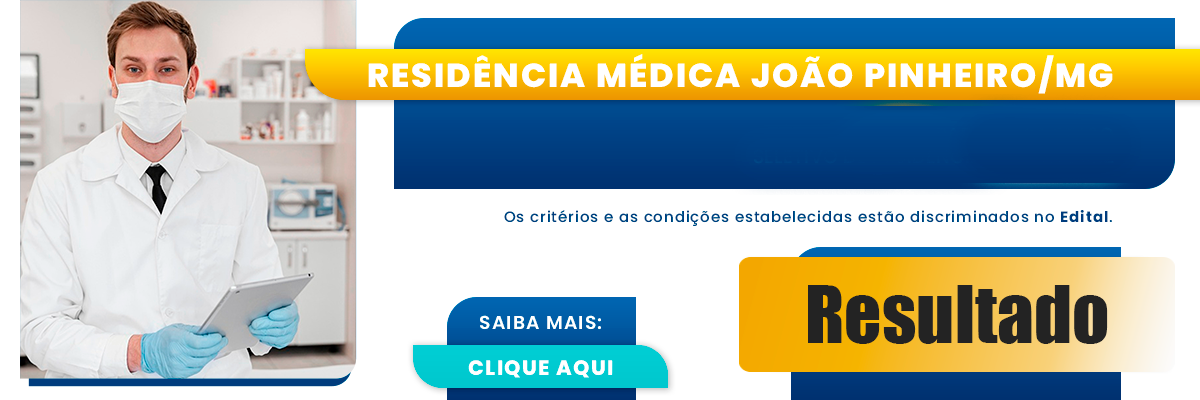 RESIDÊNCIA MÉDICA JOÃO PINHEIRO/MG
Os critérios e as condições estabelecidas estão discriminados no Edital.
Resultado
SAIBA MAIS:
CLIQUE AQUI